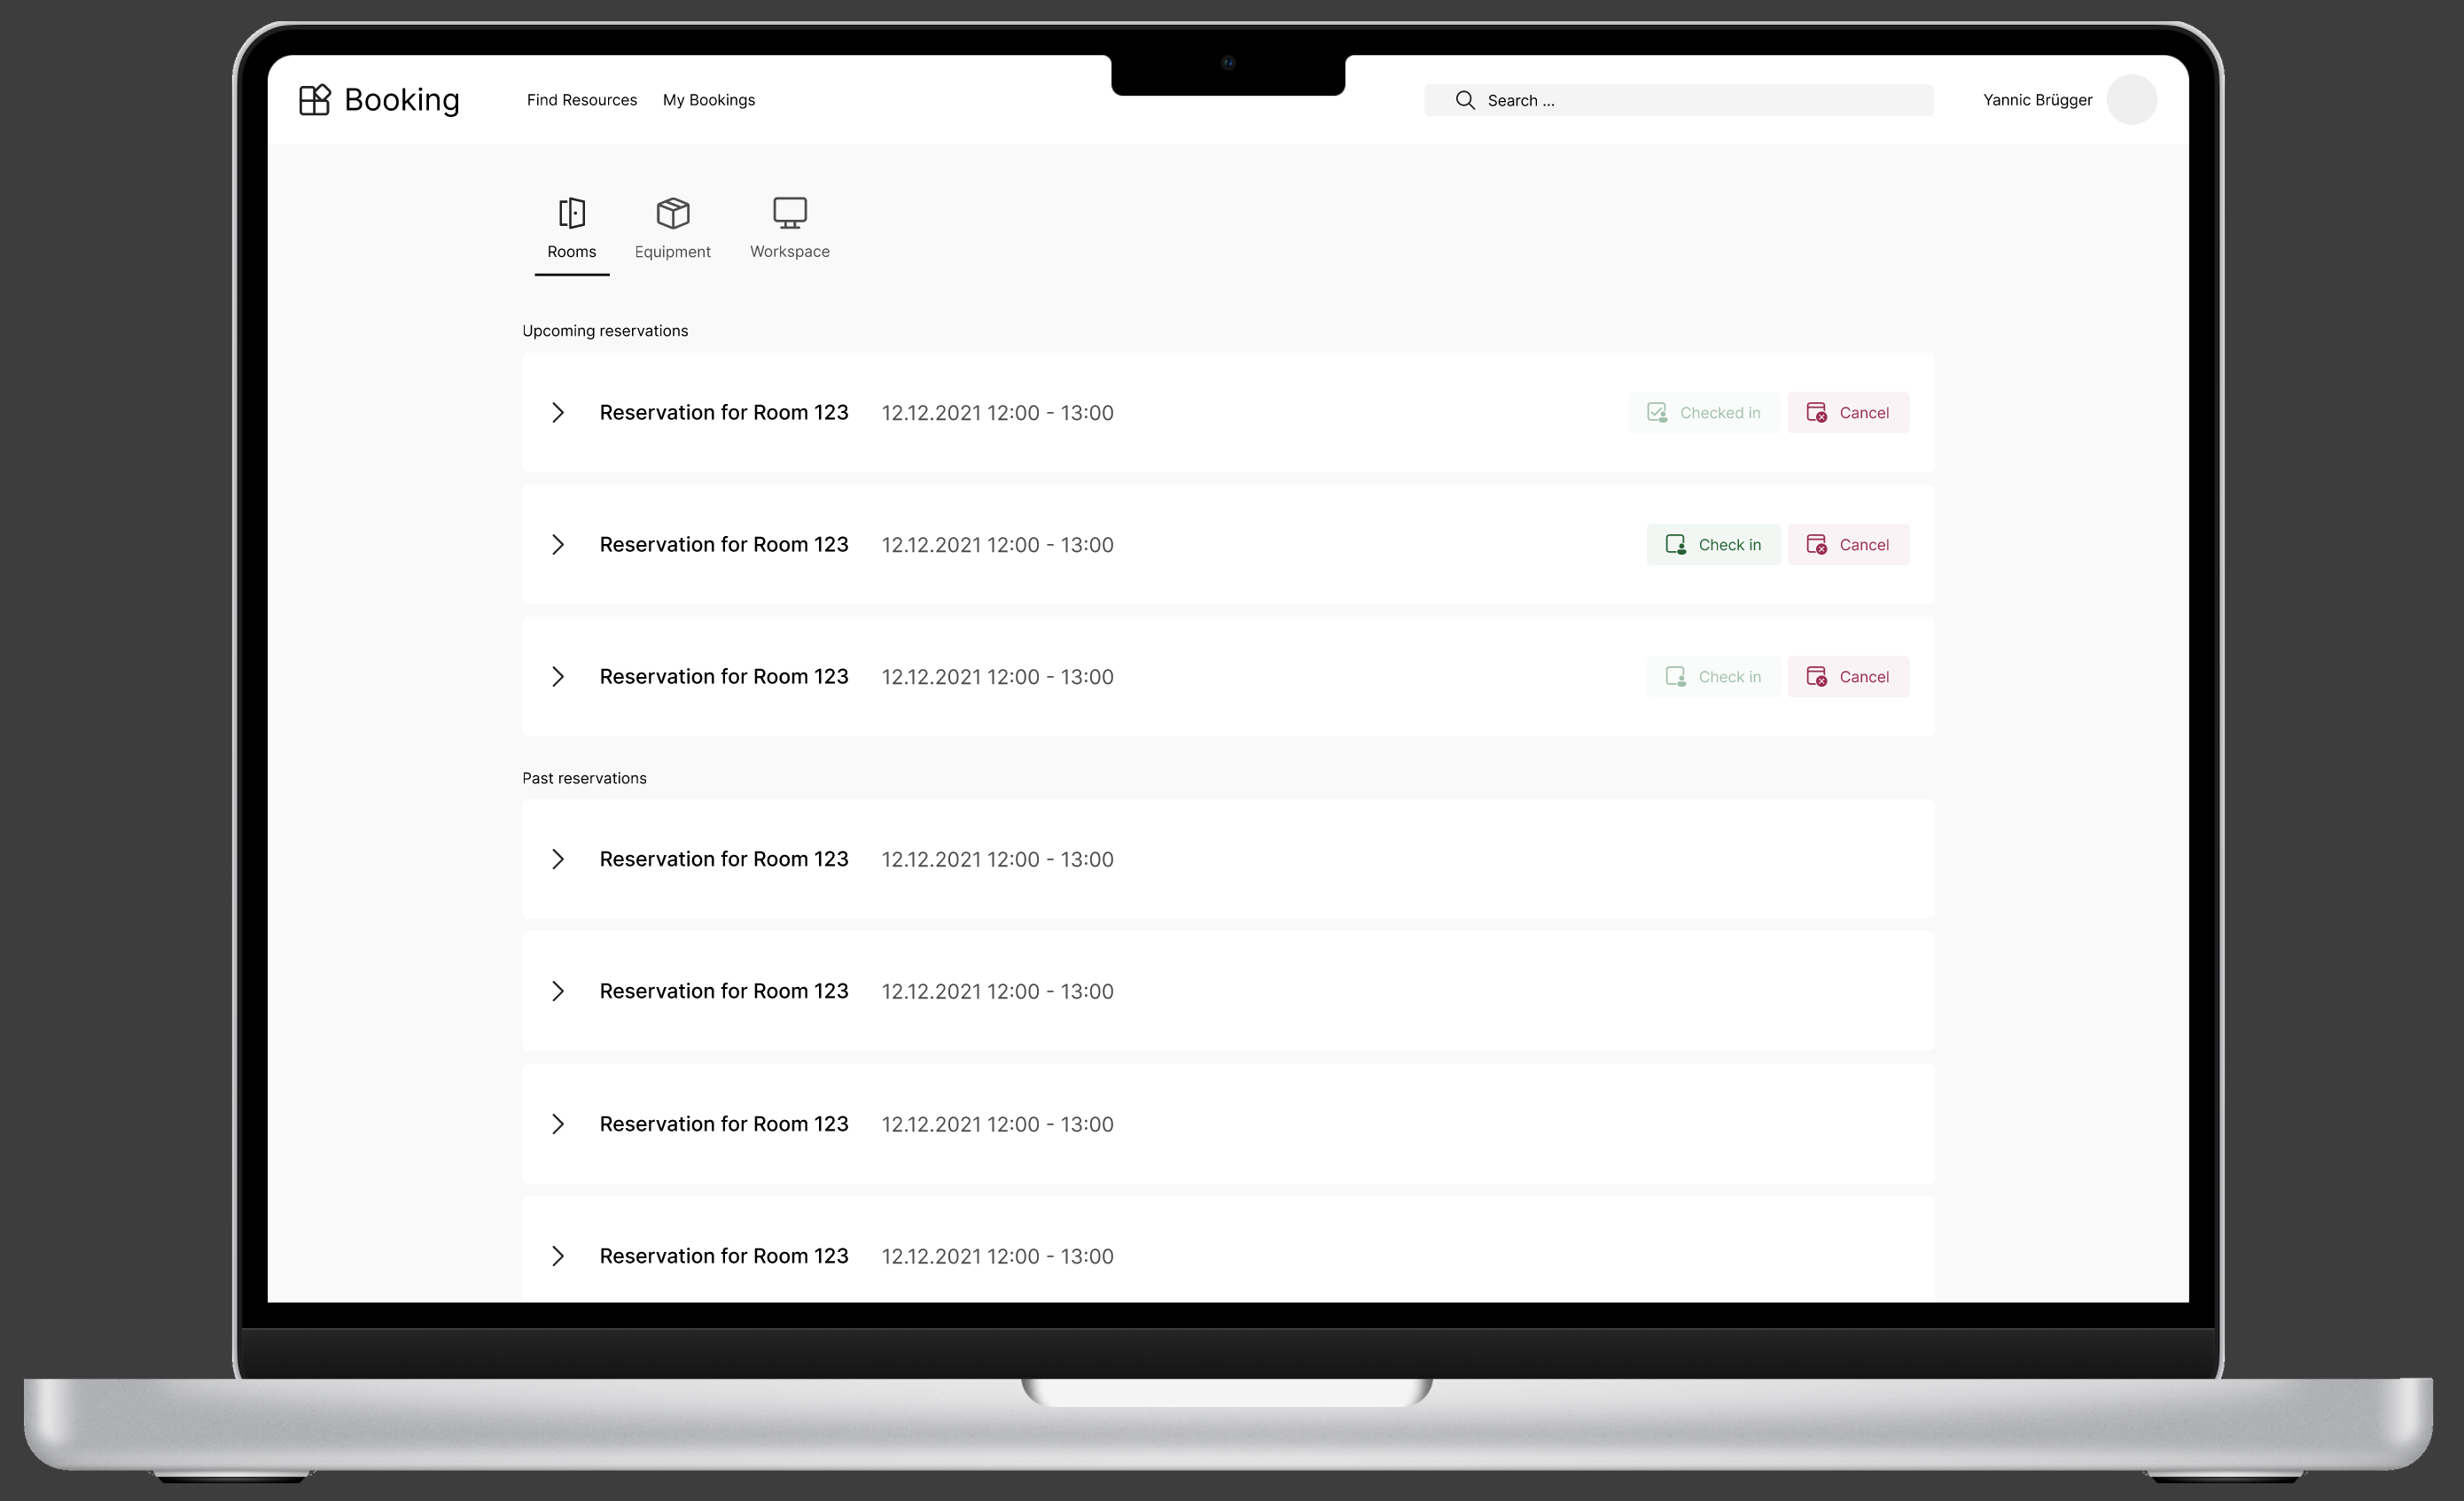 Booking
Find Resources
My Bookings
Search ...
Yannic Brügger
Rooms
Equipment
Workspace
Upcoming reservations
Reservation for Room 123 12.12.2021 12:00 - 13:00 Checked in Cancel
Reservation for Room 123 12.12.2021 12:00 - 13:00 Check in Cancel
Reservation for Room 123 12.12.2021 12:00 - 13:00 Check in Cancel
Past reservations
Reservation for Room 123 12.12.2021 12:00 - 13:00
Reservation for Room 123 12.12.2021 12:00 - 13:00
Reservation for Room 123 12.12.2021 12:00 - 13:00
Reservation for Room 123 12.12.2021 12:00 - 13:00